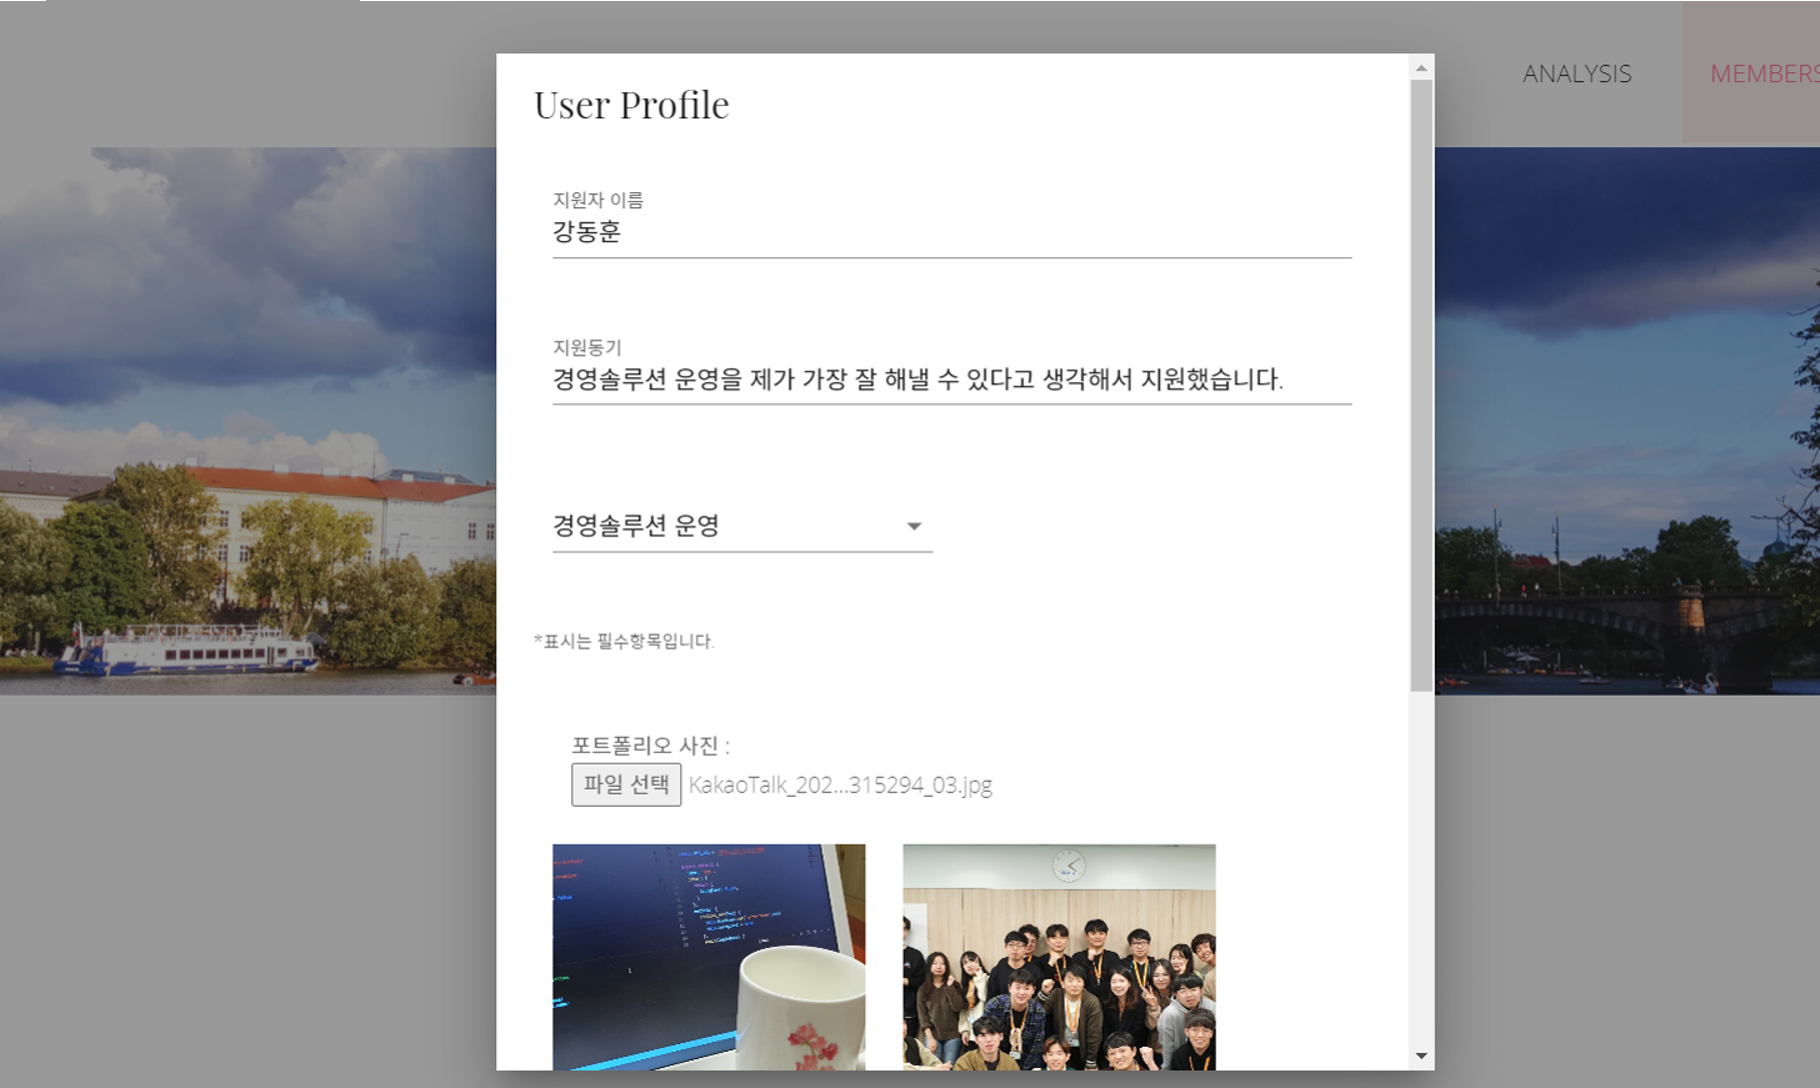 ANALYSIS
MEMBERS
User Profile
지원자 이름
강동훈
지원동기
경영솔루션 운영을 제가 가장 잘 해낼 수 있다고 생각해서 지원했습니다.
경영솔루션 운영
*표시는 필수항목입니다.
포트폴리오 사진 :
파일 선택 KakaoTalk_202...315294_03.jpg